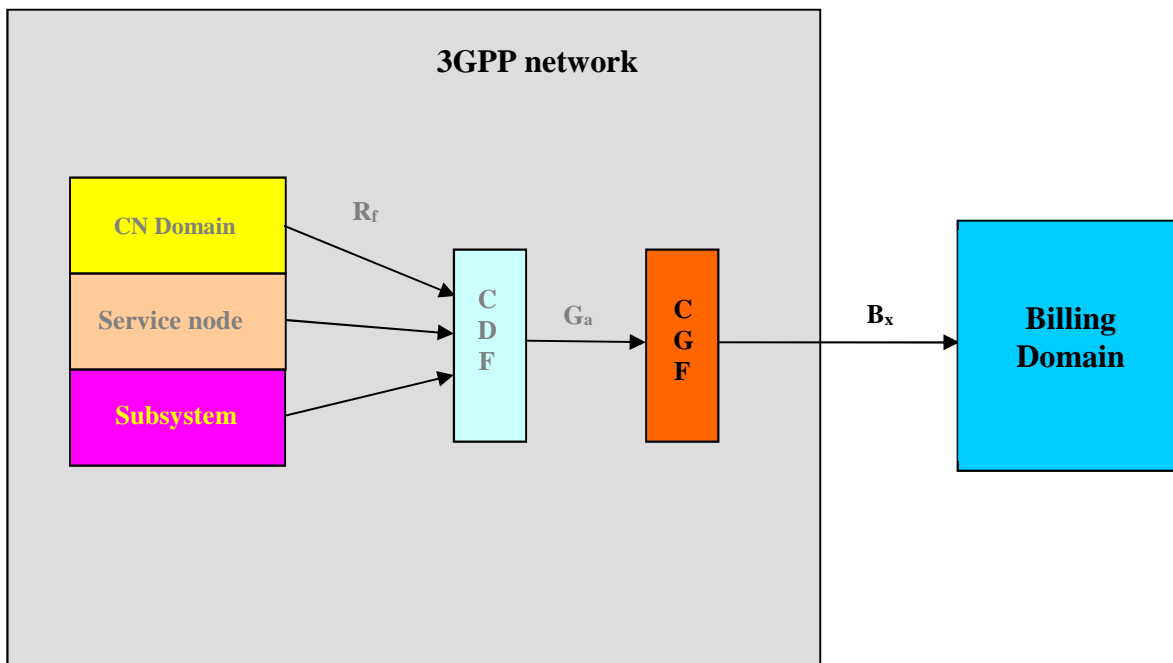 3GPP network
CN Domain
Service node
Subsystem
Rf
C
D
F
Ga
C
G
F
Bx
Billing
Domain